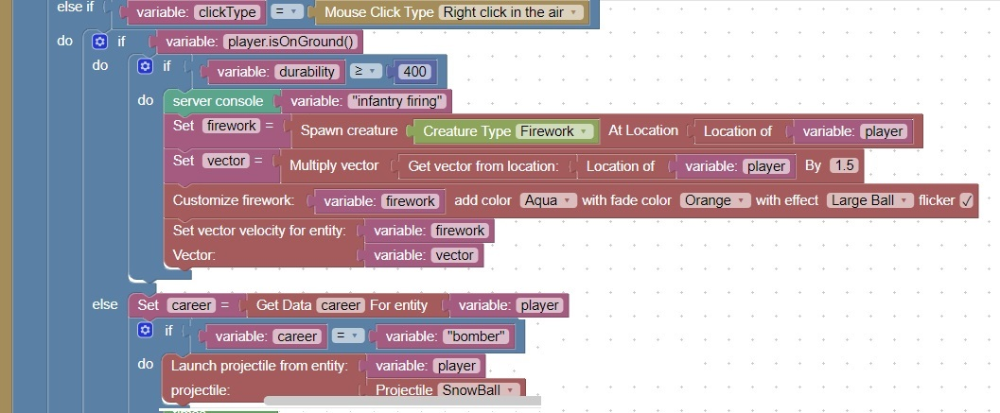 else if variable: clickType = Mouse Click Type Right click in the air
do if variable: player.isOnGround()
do if variable: durability ≥ 400
do server console variable: "infantry firing"
Set firework = Spawn creature Creature Type Firework At Location Location of variable: player
Set vector = Multiply vector Get vector from location: Location of variable: player By 1.5
Customize firework: variable: firework add color Aqua with fade color Orange with effect Large Ball flicker ✓
Set vector velocity for entity: variable: firework
Vector: variable: vector
else Set career = Get Data career For entity variable: player
if variable: career = variable: "bomber"
do Launch projectile from entity: variable: player
projectile: Projectile SnowBall